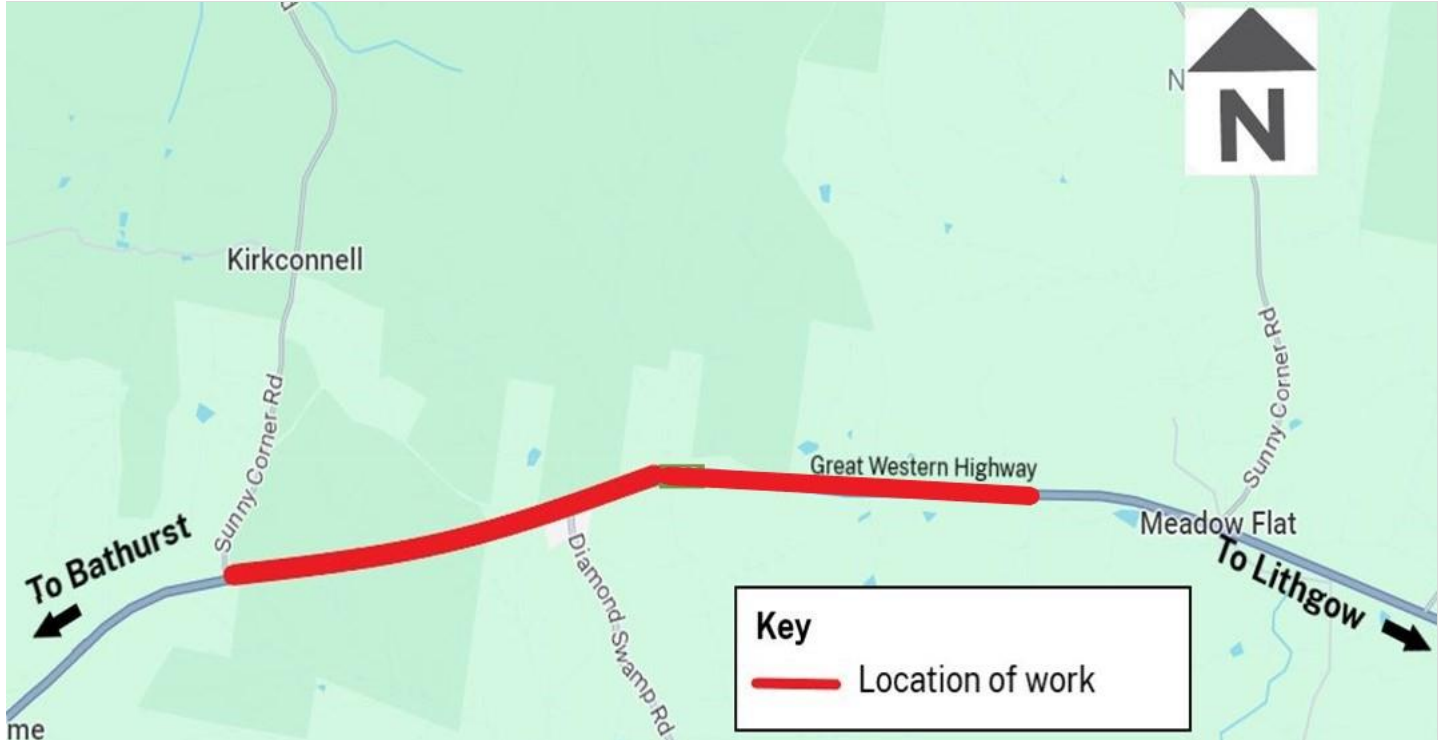 N
N
Kirkconnell
Sunny Corner Rd
Sunny Corner Rd
Great Western Highway
Meadow Flat
To Bathurst
To Lithgow
Diamond Swamp Rd
Key
Location of work
me